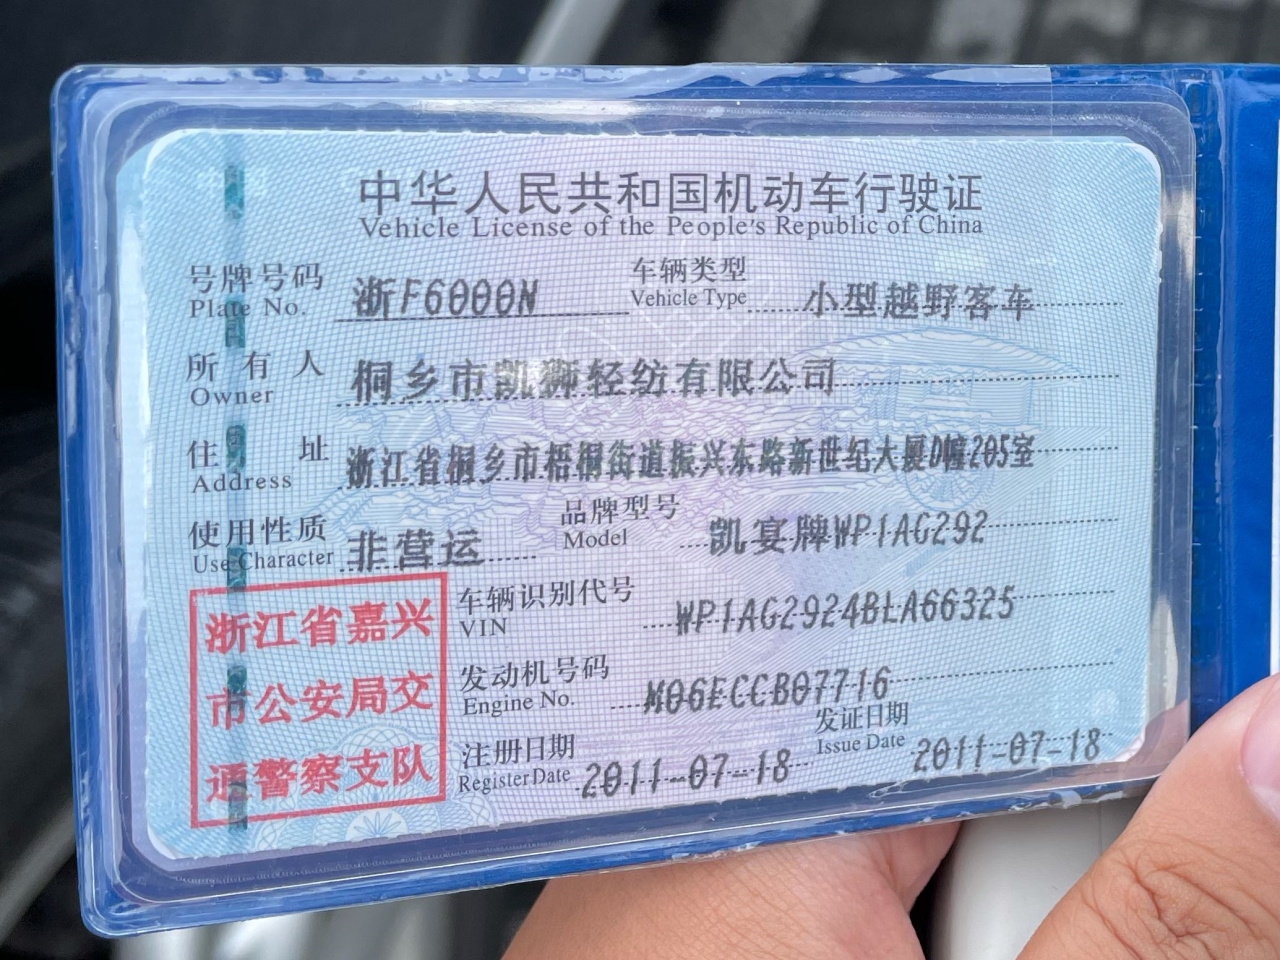 中华人民共和国机动车行驶证
Vehicle License of the People's Republic of China
号牌号码 浙F6000N 车辆类型 小型越野客车
Plate No. Vehicle Type
所有人 桐乡市凯狮轻纺有限公司
Owner
住址 浙江省桐乡市梧桐街道振兴东路新世纪大厦D幢205室
Address
使用性质 非营运 品牌型号 凯宴牌WP1AG292
Use Character Model
车辆识别代号 WP1AG2924BLA66325
VIN
发动机号码 M06ECCB07716
Engine No.
注册日期 2011-07-18 发证日期 2011-07-18
Register Date Issue Date
浙江省嘉兴
市公安局交
通警察支队